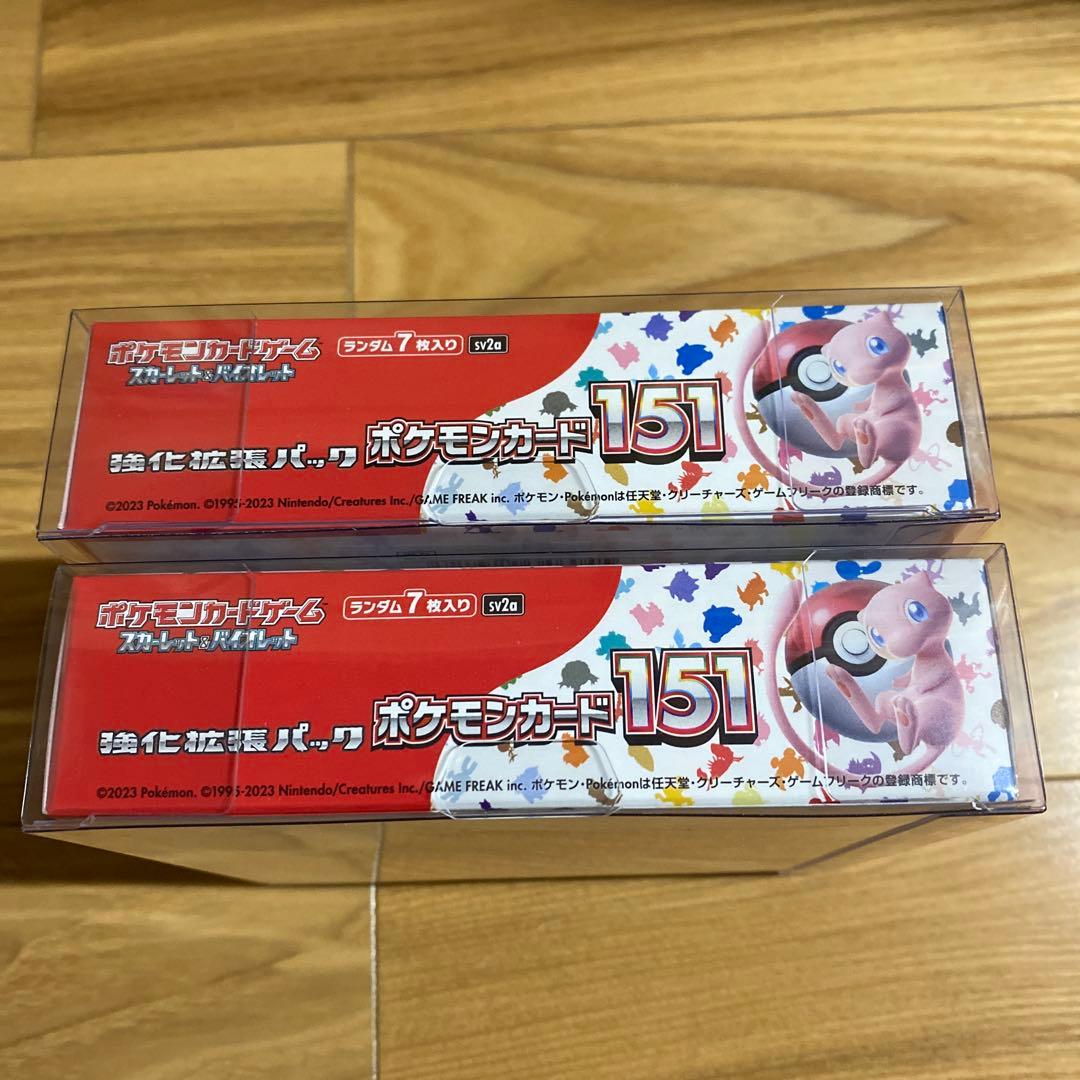 ポケモンカードゲーム
スカーレット&バイオレット
ランダム7枚入り
sv2a
強化拡張パック
ポケモンカード151
©2023 Pokémon. ©1995-2023 Nintendo/Creatures Inc./GAME FREAK inc. ポケモン・Pokémonは任天堂・クリーチャーズ・ゲームフリークの登録商標です。
ポケモンカードゲーム
スカーレット&バイオレット
ランダム7枚入り
sv2a
強化拡張パック
ポケモンカード151
©2023 Pokémon. ©1995-2023 Nintendo/Creatures Inc./GAME FREAK inc. ポケモン・Pokémonは任天堂・クリーチャーズ・ゲームフリークの登録商標です。